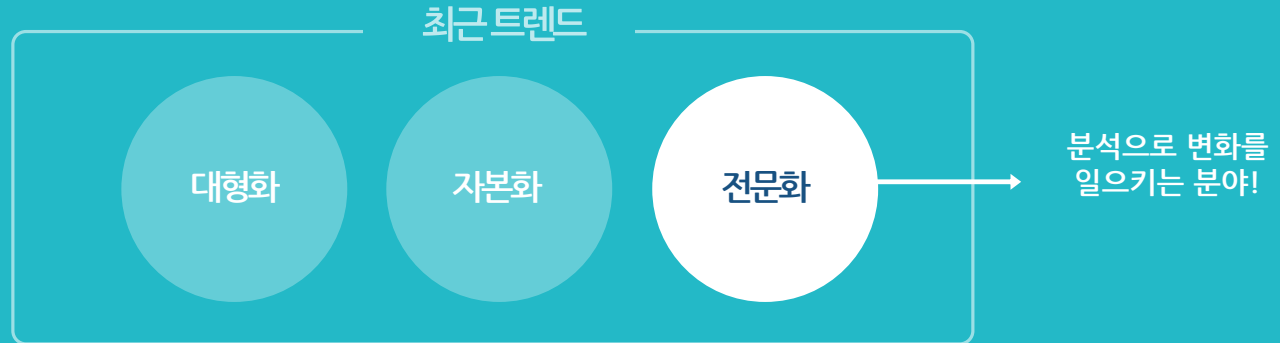 최근 트렌드
대형화
자본화
전문화
분석으로 변화를
일으키는 분야!